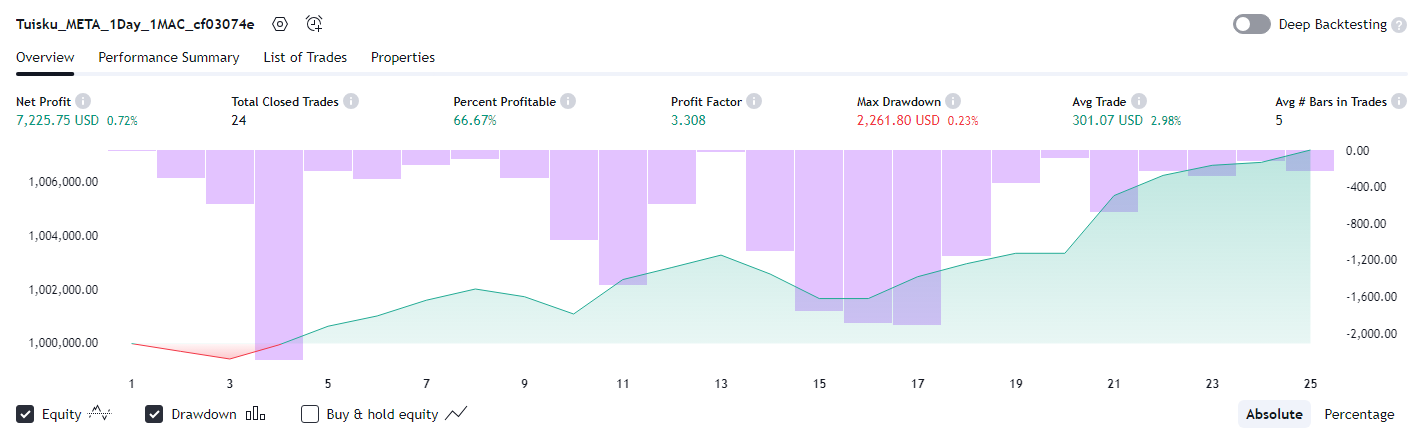 Tuisku_META_1Day_1MAC_cf03074e
Deep Backtesting ?
Overview Performance Summary List of Trades Properties
Net Profit i Total Closed Trades i Percent Profitable i Profit Factor i Max Drawdown i Avg Trade i Avg # Bars in Trades i
7,225.75 USD 0.72% 24 66.67% 3.308 2,261.80 USD 0.23% 301.07 USD 2.98% 5
0.00
1,006,000.00
-400.00
-800.00
1,004,000.00
-1,200.00
1,002,000.00
-1,600.00
-2,000.00
1,000,000.00
1 3 5 7 9 11 13 15 17 19 21 23 25
Equity Drawdown Buy & hold equity Absolute Percentage